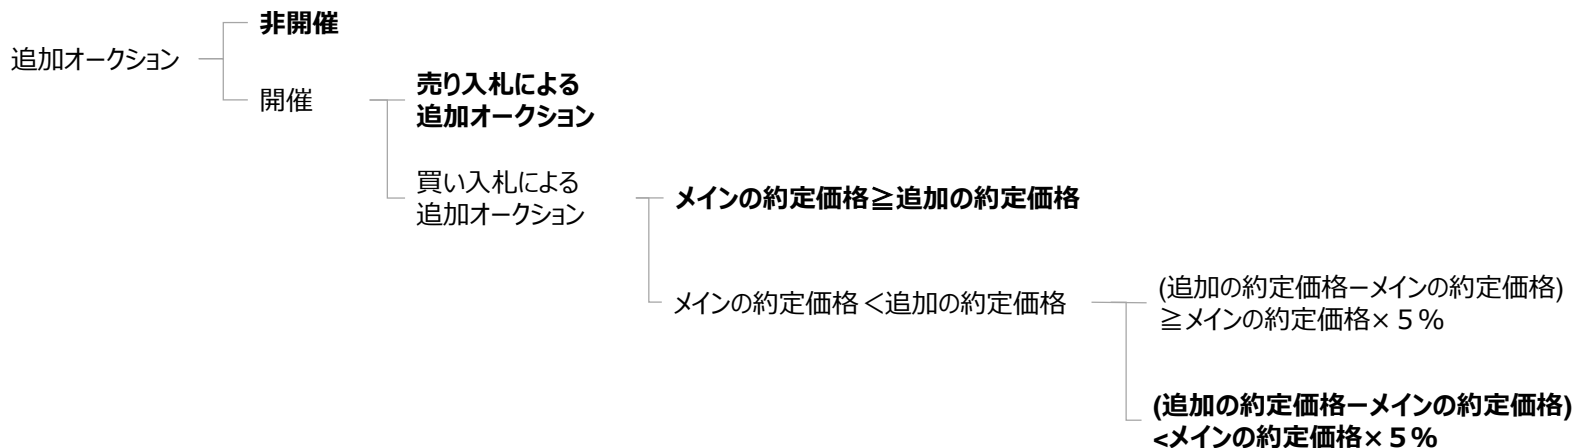 追加オークション
非開催
開催
売り入札による
追加オークション
買い入札による
追加オークション
メインの約定価格≧追加の約定価格
メインの約定価格<追加の約定価格
(追加の約定価格ーメインの約定価格)
≧メインの約定価格×５%
(追加の約定価格ーメインの約定価格)
<メインの約定価格×５%